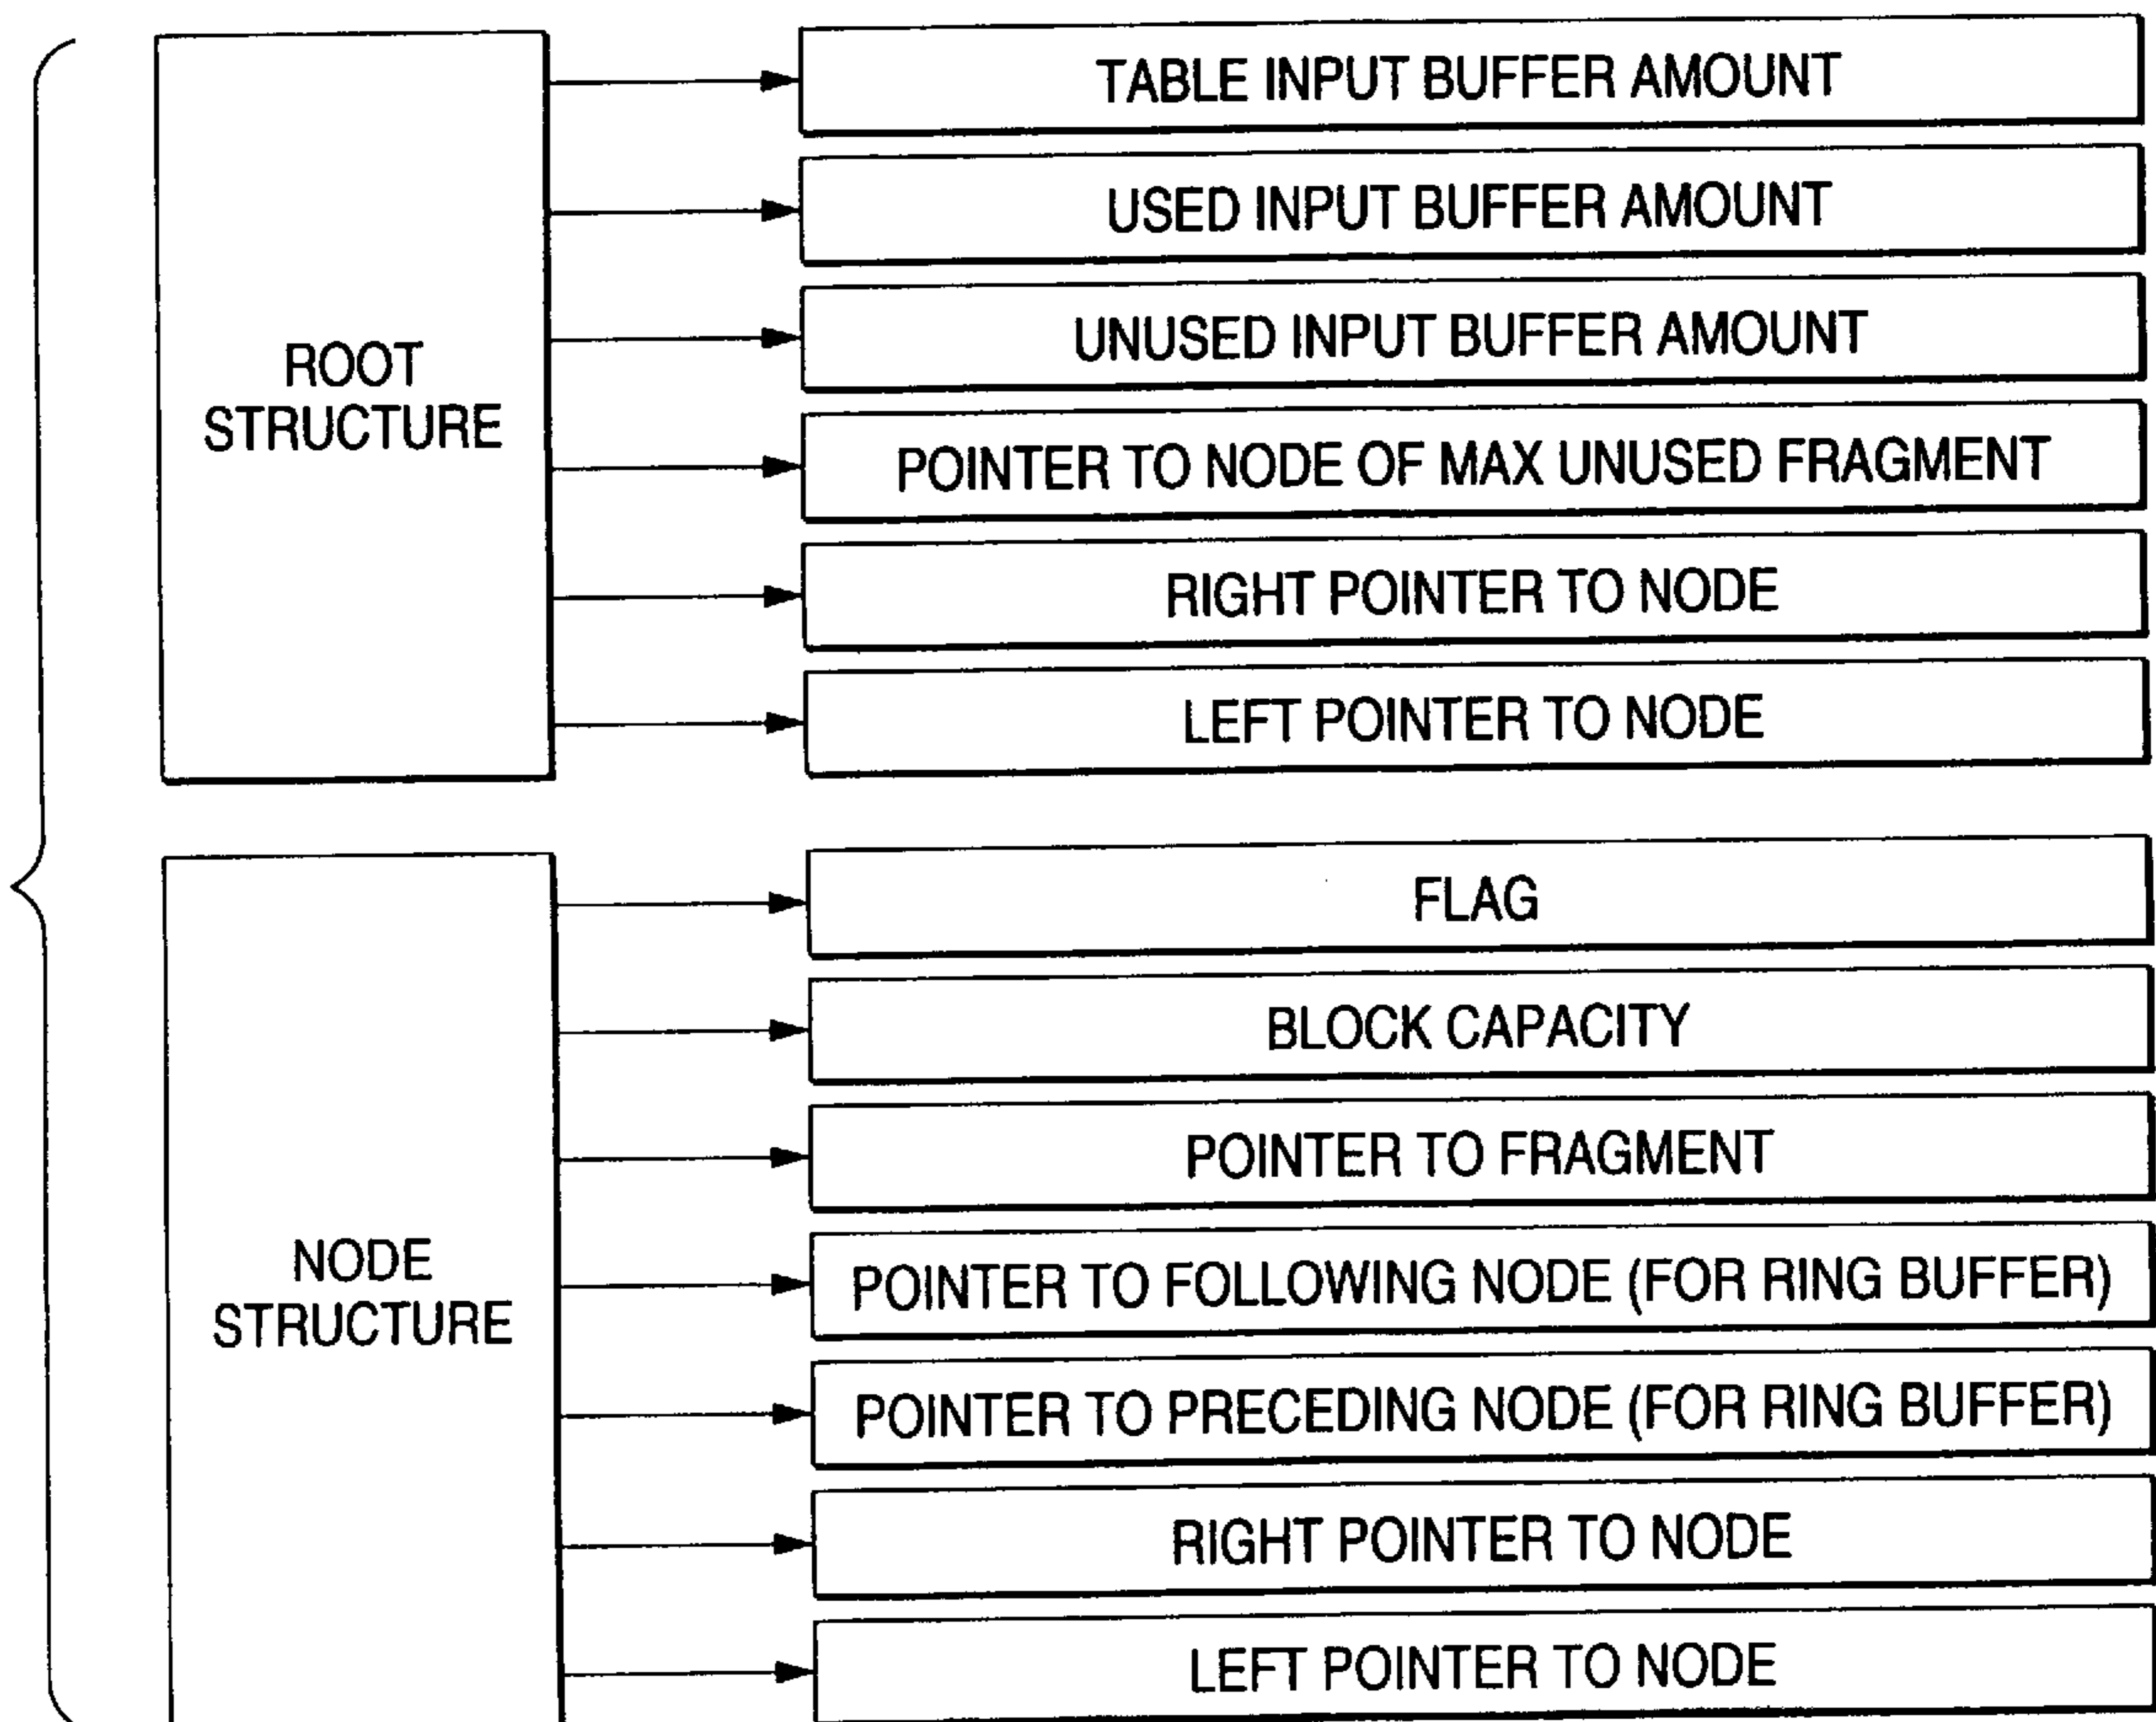 ROOT
STRUCTURE
TABLE INPUT BUFFER AMOUNT
USED INPUT BUFFER AMOUNT
UNUSED INPUT BUFFER AMOUNT
POINTER TO NODE OF MAX UNUSED FRAGMENT
RIGHT POINTER TO NODE
LEFT POINTER TO NODE
NODE
STRUCTURE
FLAG
BLOCK CAPACITY
POINTER TO FRAGMENT
POINTER TO FOLLOWING NODE (FOR RING BUFFER)
POINTER TO PRECEDING NODE (FOR RING BUFFER)
RIGHT POINTER TO NODE
LEFT POINTER TO NODE